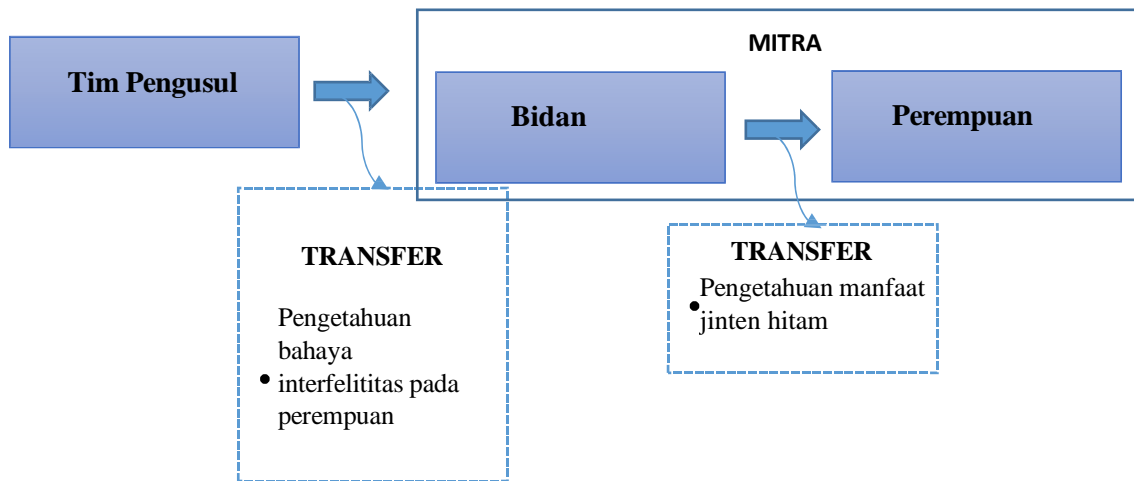 MITRA
Tim Pengusul
Bidan
Perempuan
TRANSFER
Pengetahuan
bahaya
• interfelititas pada
perempuan
TRANSFER
• Pengetahuan manfaat
jinten hitam